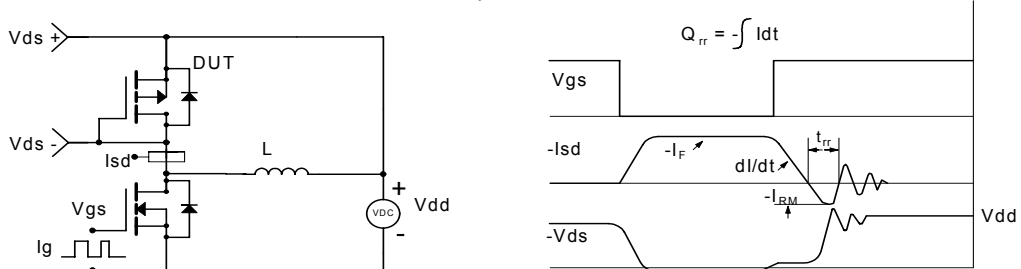 Vds +
DUT
Vds -
Isd
L
Vgs
Ig
VDC
+
-
Vdd
Q rr = -∫ Idt
Vgs
-Isd
-I F
dI/dt
t rr
-I RM
Vdd
-Vds